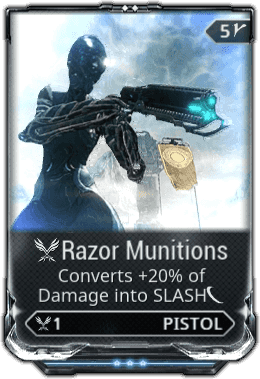 5
Razor Munitions
Converts +20% of
Damage into SLASH
1 PISTOL